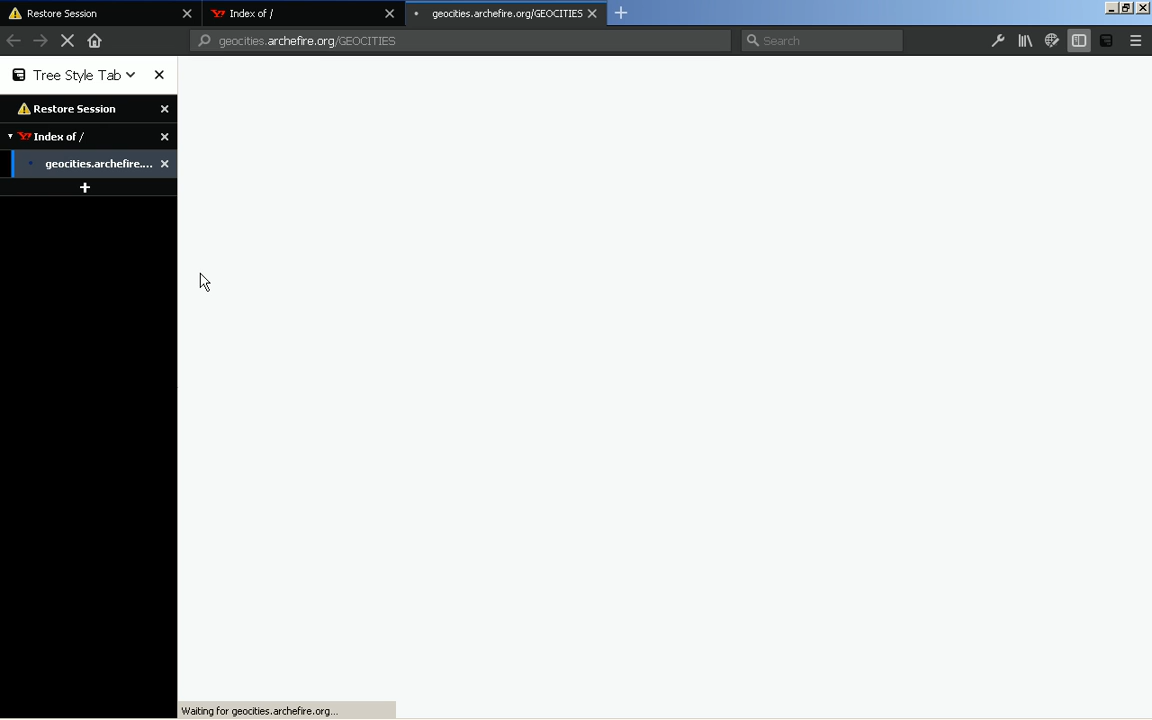 Restore Session
Index of /
geocities.archefire.org/GEOCITIES
geocities.archefire.org/GEOCITIES
Search
Tree Style Tab
Restore Session
Index of /
geocities.archefire....
Waiting for geocities.archefire.org...